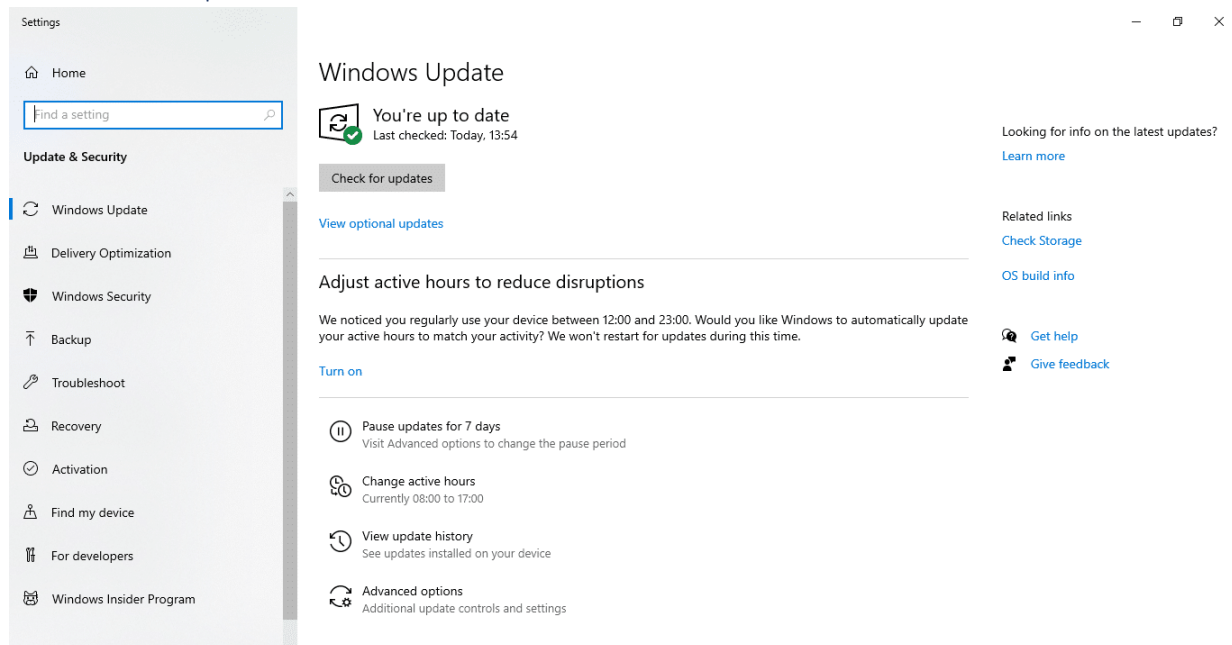 Settings
Home
Find a setting
Update & Security
Windows Update
Delivery Optimization
Windows Security
Backup
Troubleshoot
Recovery
Activation
Find my device
For developers
Windows Insider Program
Windows Update
You're up to date
Last checked: Today, 13:54
Check for updates
View optional updates
Adjust active hours to reduce disruptions
We noticed you regularly use your device between 12:00 and 23:00. Would you like Windows to automatically update
your active hours to match your activity? We won't restart for updates during this time.
Turn on
Pause updates for 7 days
Visit Advanced options to change the pause period
Change active hours
Currently 08:00 to 17:00
View update history
See updates installed on your device
Advanced options
Additional update controls and settings
Looking for info on the latest updates?
Learn more
Related links
Check Storage
OS build info
Get help
Give feedback